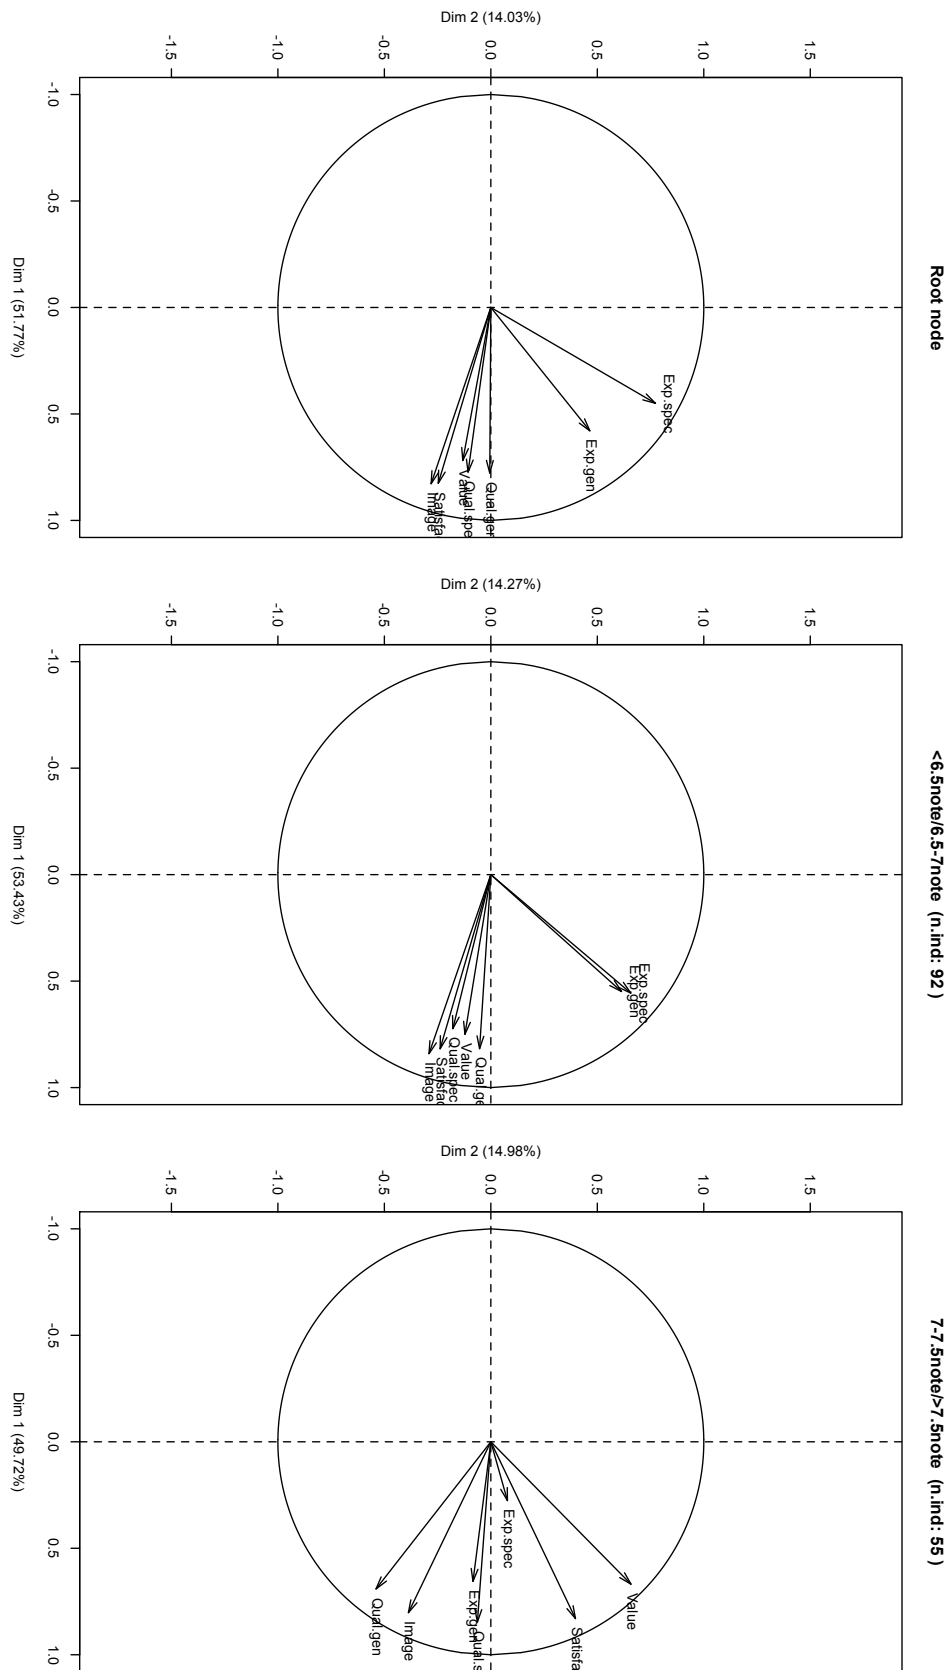 Root node
Dim 2 (14.03%)
-1.5
-1.0
-0.5
0.0
0.5
1.0
1.5
-1.0
-0.5
0.0
0.5
1.0
Dim 1 (51.77%)
Exp.spec
Exp.gen
Qual.gen
Qual.spe
Value
Satisfa
Image
<6.5note/6.5-7note (n.ind: 92 )
Dim 2 (14.27%)
-1.5
-1.0
-0.5
0.0
0.5
1.0
1.5
-1.0
-0.5
0.0
0.5
1.0
Dim 1 (53.43%)
Exp.spec
Exp.gen
Qual.ge
Value
Qual.spec
Satisfac
Image
7-7.5note/>7.5note (n.ind: 55 )
Dim 2 (14.98%)
-1.5
-1.0
-0.5
0.0
0.5
1.0
1.5
-1.0
-0.5
0.0
0.5
1.0
Dim 1 (49.72%)
Value
Satisfa
Exp.spec
Qual.s
Exp.gen
Image
Qual.gen